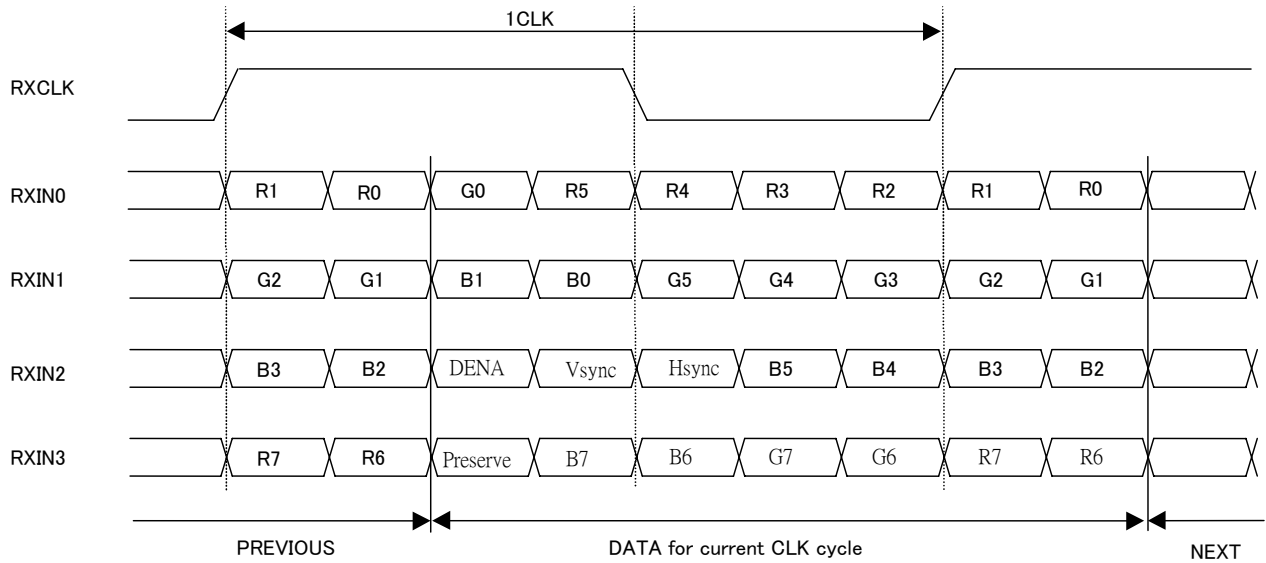 1CLK
RXCLK
RXIN0 R1 R0 G0 R5 R4 R3 R2 R1 R0
RXIN1 G2 G1 B1 B0 G5 G4 G3 G2 G1
RXIN2 B3 B2 DENA Vsync Hsync B5 B4 B3 B2
RXIN3 R7 R6 Preserve B7 B6 G7 G6 R7 R6
PREVIOUS DATA for current CLK cycle NEXT